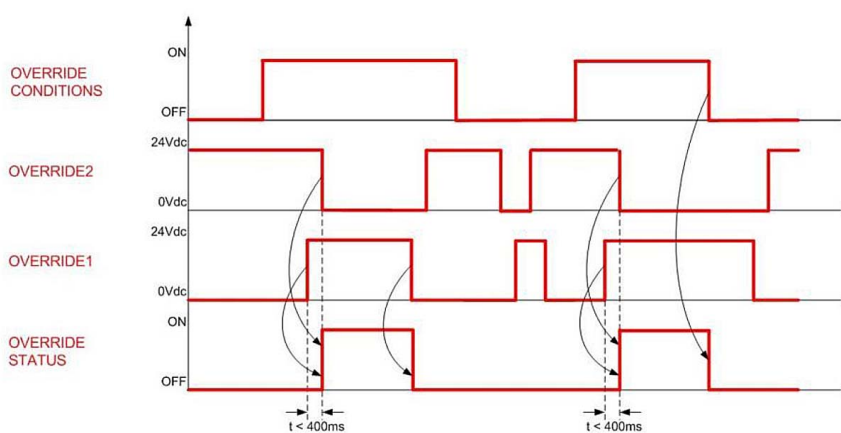 ON
OVERRIDE
CONDITIONS
OFF
24Vdc
OVERRIDE2
0Vdc
24Vdc
OVERRIDE1
0Vdc
ON
OVERRIDE
STATUS
OFF
t < 400ms
t < 400ms